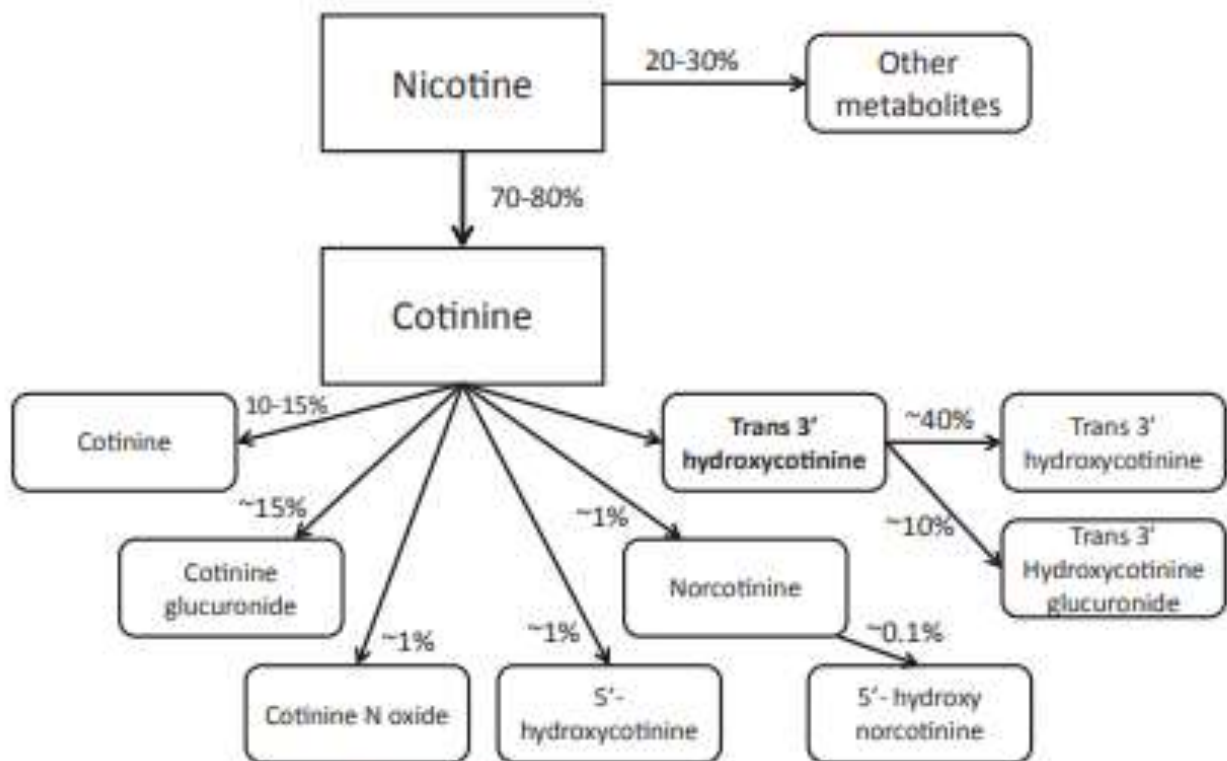 Nicotine
20-30%
Other
metabolites
70-80%
Cotinine
10-15%
Cotinine
Trans 3'
hydroxycotinine
~40%
Trans 3'
hydroxycotinine
~15%
Cotinine
glucuronide
~1%
Norcotinine
~10%
Trans 3'
Hydroxycotinine
glucuronide
~1%
Cotinine N oxide
~1%
5'-
hydroxycotinine
~0.1%
5'- hydroxy
norcotinine